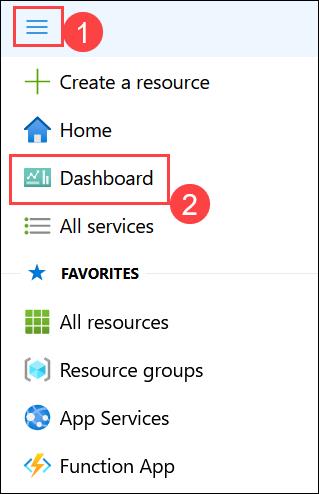 1
Create a resource
Home
Dashboard
2
All services
FAVORITES
All resources
Resource groups
App Services
Function App